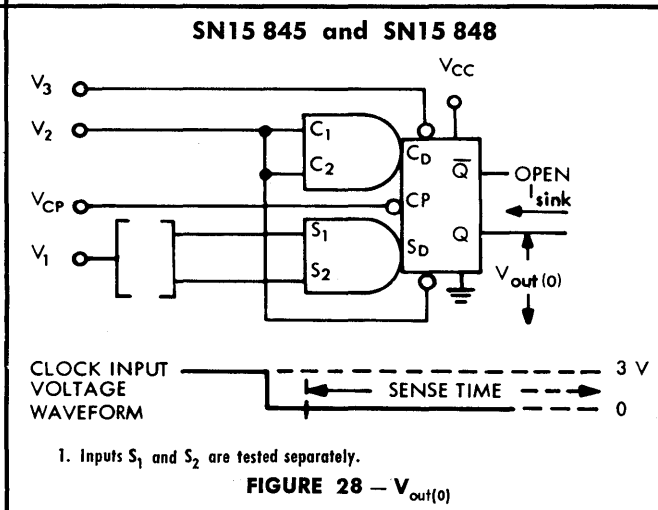 SN15 845 and SN15 848
V3
V2
VCP
V1
VCC
C1
C2
CD
Q̅
OPEN
Isink
CP
S1
S2
SD
Q
Vout(0)
CLOCK INPUT
VOLTAGE
WAVEFORM
3 V
SENSE TIME
0
1. Inputs S1 and S2 are tested separately.
FIGURE 28 — Vout(0)